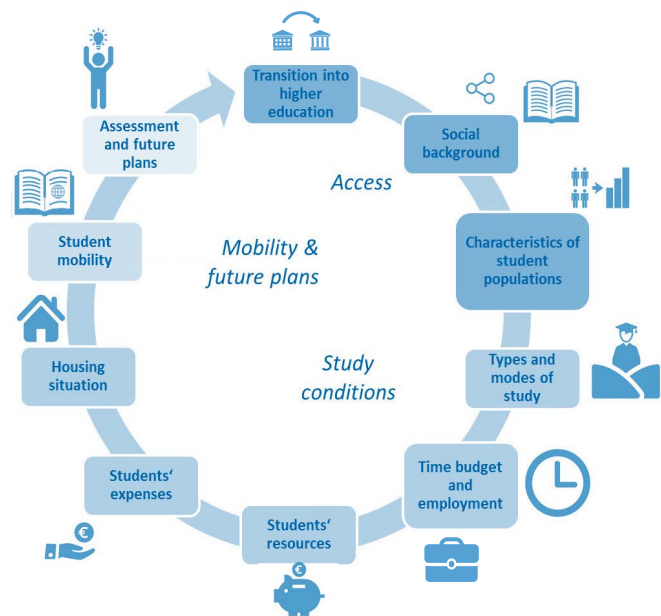 Transition into
higher
education
Social
background
Characteristics of
student
populations
Types and
modes of
study
Time budget
and
employment
Students‘
resources
Students‘
expenses
Housing
situation
Student
mobility
Assessment
and future
plans
Access
Mobility &
future plans
Study
conditions
€
€